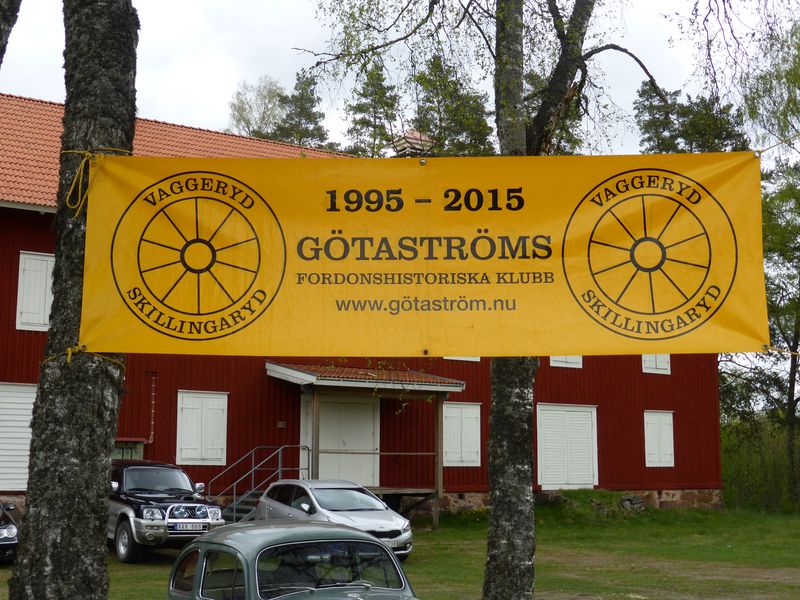 VAGGERYD
SKILLINGARYD
1995 – 2015
GÖTASTRÖMS
FORDONSHISTORISKA KLUBB
www.götaström.nu
VAGGERYD
SKILLINGARYD